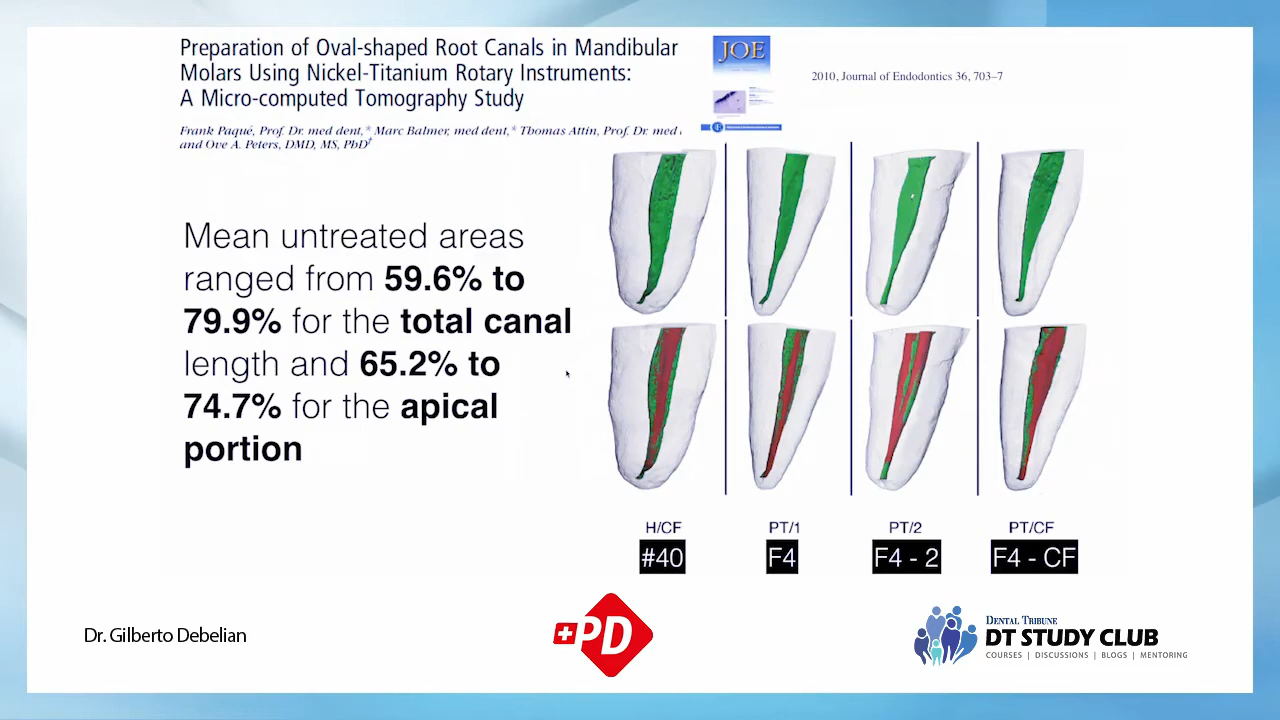 Preparation of Oval-shaped Root Canals in Mandibular
Molars Using Nickel-Titanium Rotary Instruments:
A Micro-computed Tomography Study
Frank Paqué, Prof. Dr. med dent,* Marc Balmer, med dent,* Thomas Attin, Prof. Dr. med
and Ove A. Peters, DMD, MS, PhD†
JOE
2010, Journal of Endodontics 36, 703–7
Mean untreated areas
ranged from 59.6% to
79.9% for the total canal
length and 65.2% to
74.7% for the apical
portion
H/CF
PT/1
PT/2
PT/CF
#40
F4
F4 - 2
F4 - CF
Dr. Gilberto Debelian
PD
DENTAL TRIBUNE
DT STUDY CLUB
COURSES | DISCUSSIONS | BLOGS | MENTORING